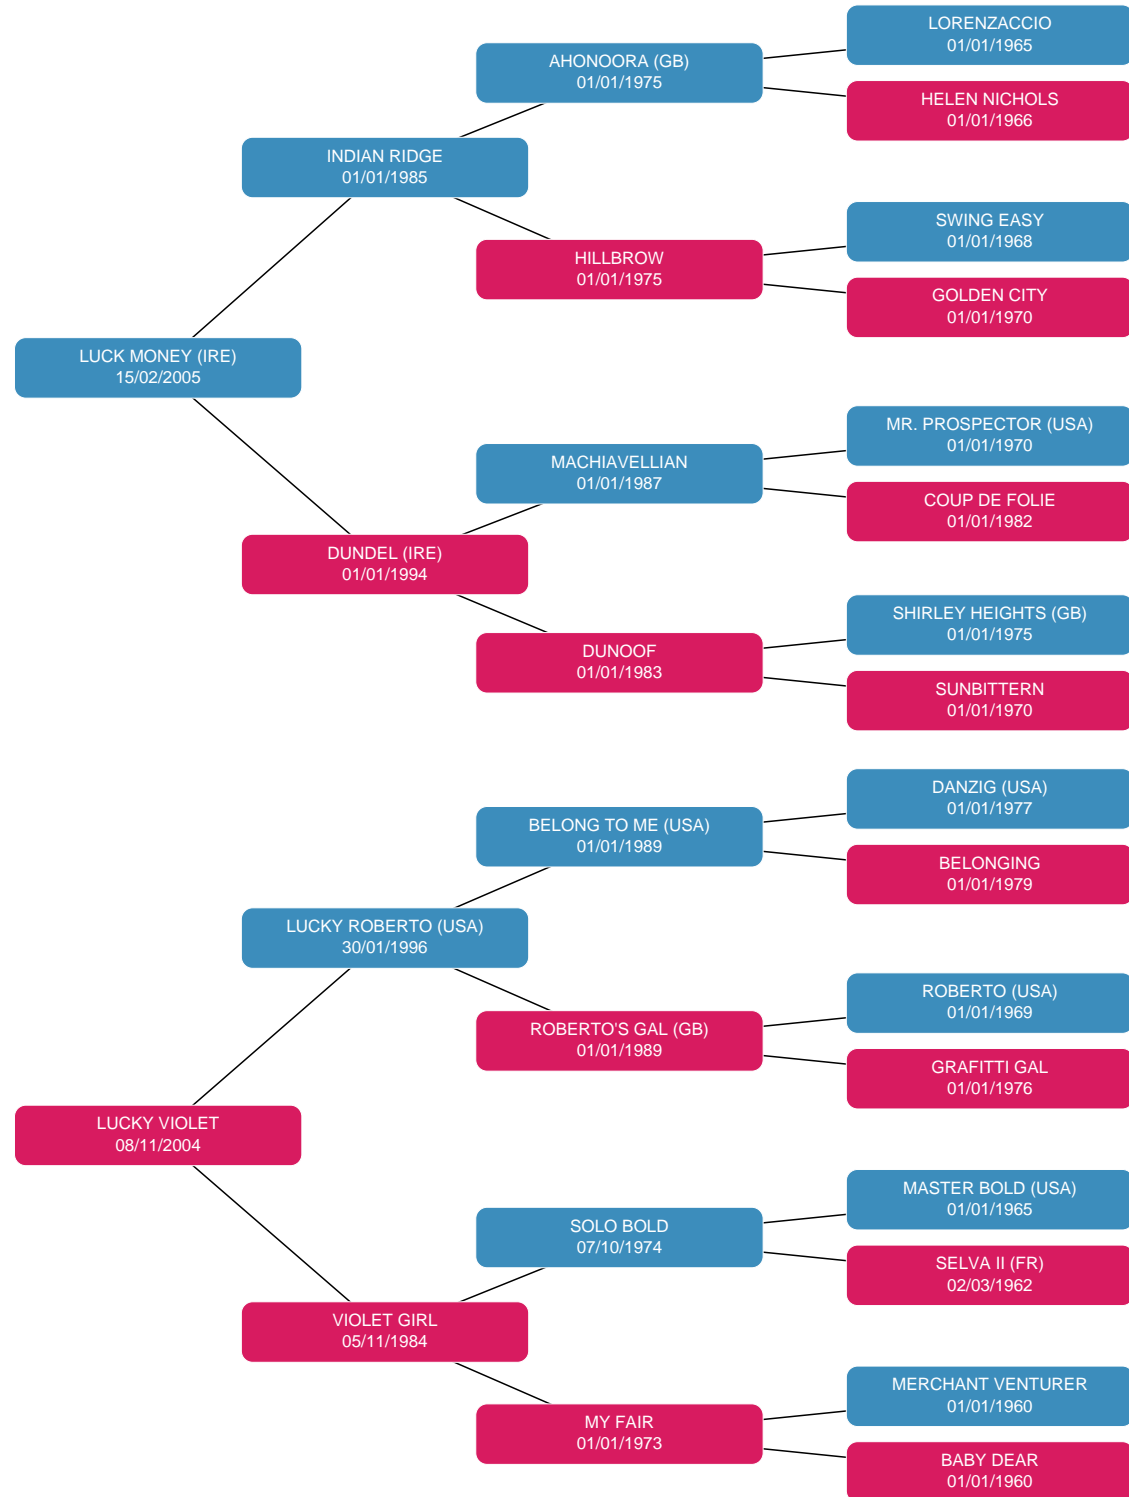 LORENZACCIO
01/01/1965
AHONOORA (GB)
01/01/1975
HELEN NICHOLS
01/01/1966
INDIAN RIDGE
01/01/1985
SWING EASY
01/01/1968
HILLBROW
01/01/1975
GOLDEN CITY
01/01/1970
LUCK MONEY (IRE)
15/02/2005
MR. PROSPECTOR (USA)
01/01/1970
MACHIAVELLIAN
01/01/1987
COUP DE FOLIE
01/01/1982
DUNDEL (IRE)
01/01/1994
SHIRLEY HEIGHTS (GB)
01/01/1975
DUNOOF
01/01/1983
SUNBITTERN
01/01/1970
DANZIG (USA)
01/01/1977
BELONG TO ME (USA)
01/01/1989
BELONGING
01/01/1979
LUCKY ROBERTO (USA)
30/01/1996
ROBERTO (USA)
01/01/1969
ROBERTO'S GAL (GB)
01/01/1989
GRAFITTI GAL
01/01/1976
LUCKY VIOLET
08/11/2004
MASTER BOLD (USA)
01/01/1965
SOLO BOLD
07/10/1974
SELVA II (FR)
02/03/1962
VIOLET GIRL
05/11/1984
MERCHANT VENTURER
01/01/1960
MY FAIR
01/01/1973
BABY DEAR
01/01/1960